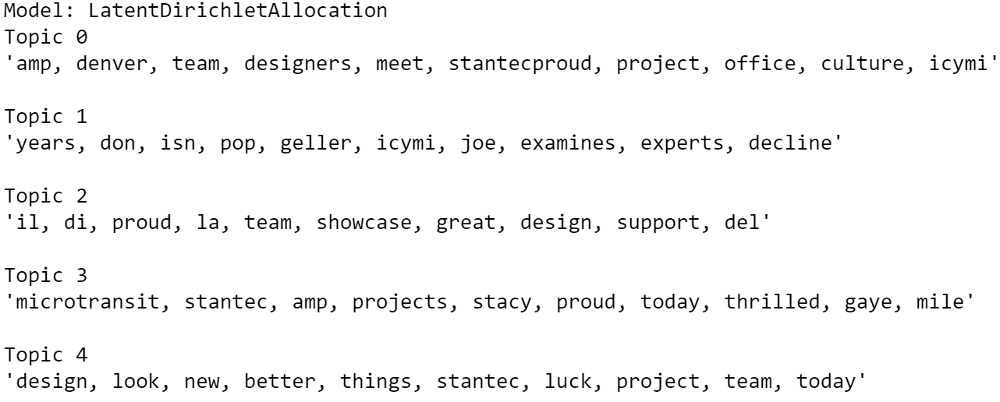 Model: LatentDirichletAllocation
Topic 0
'amp, denver, team, designers, meet, stantecproud, project, office, culture, icymi'
Topic 1
'years, don, isn, pop, geller, icymi, joe, examines, experts, decline'
Topic 2
'il, di, proud, la, team, showcase, great, design, support, del'
Topic 3
'microtransit, stantec, amp, projects, stacy, proud, today, thrilled, gaye, mile'
Topic 4
'design, look, new, better, things, stantec, luck, project, team, today'